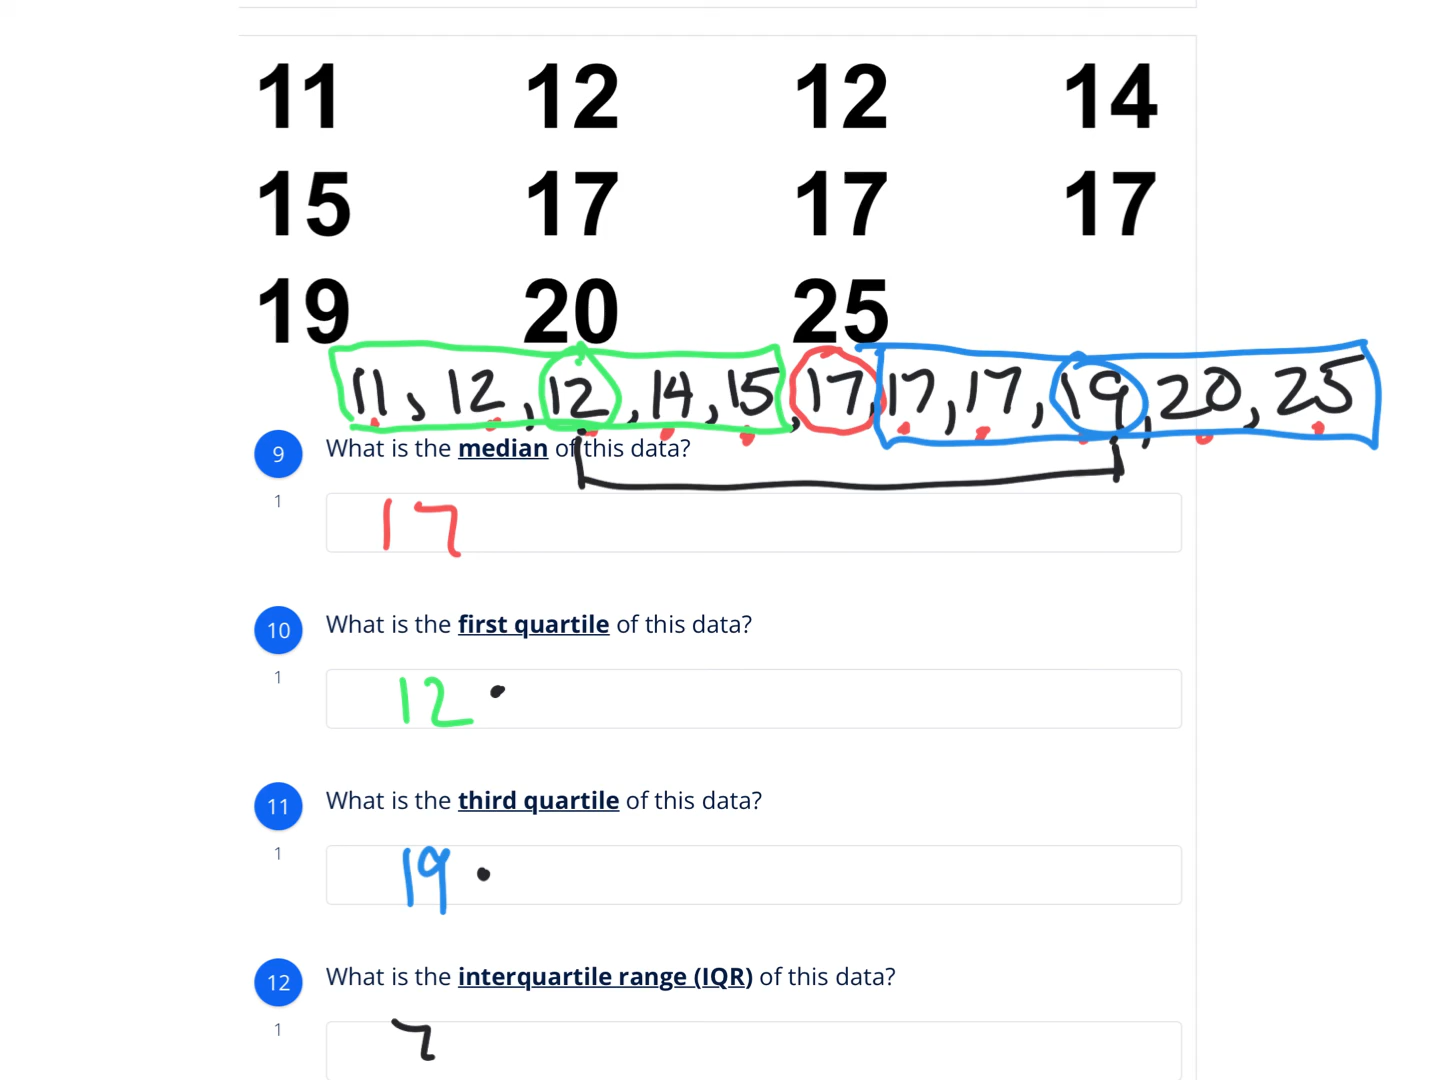 11 12 12 14
15 17 17 17
19 20 25
11, 12, 12, 14, 15, 17, 17, 17, 19, 20, 25
9 What is the median of this data?
1
17
10 What is the first quartile of this data?
1
12 .
11 What is the third quartile of this data?
1
19 .
12 What is the interquartile range (IQR) of this data?
1
7